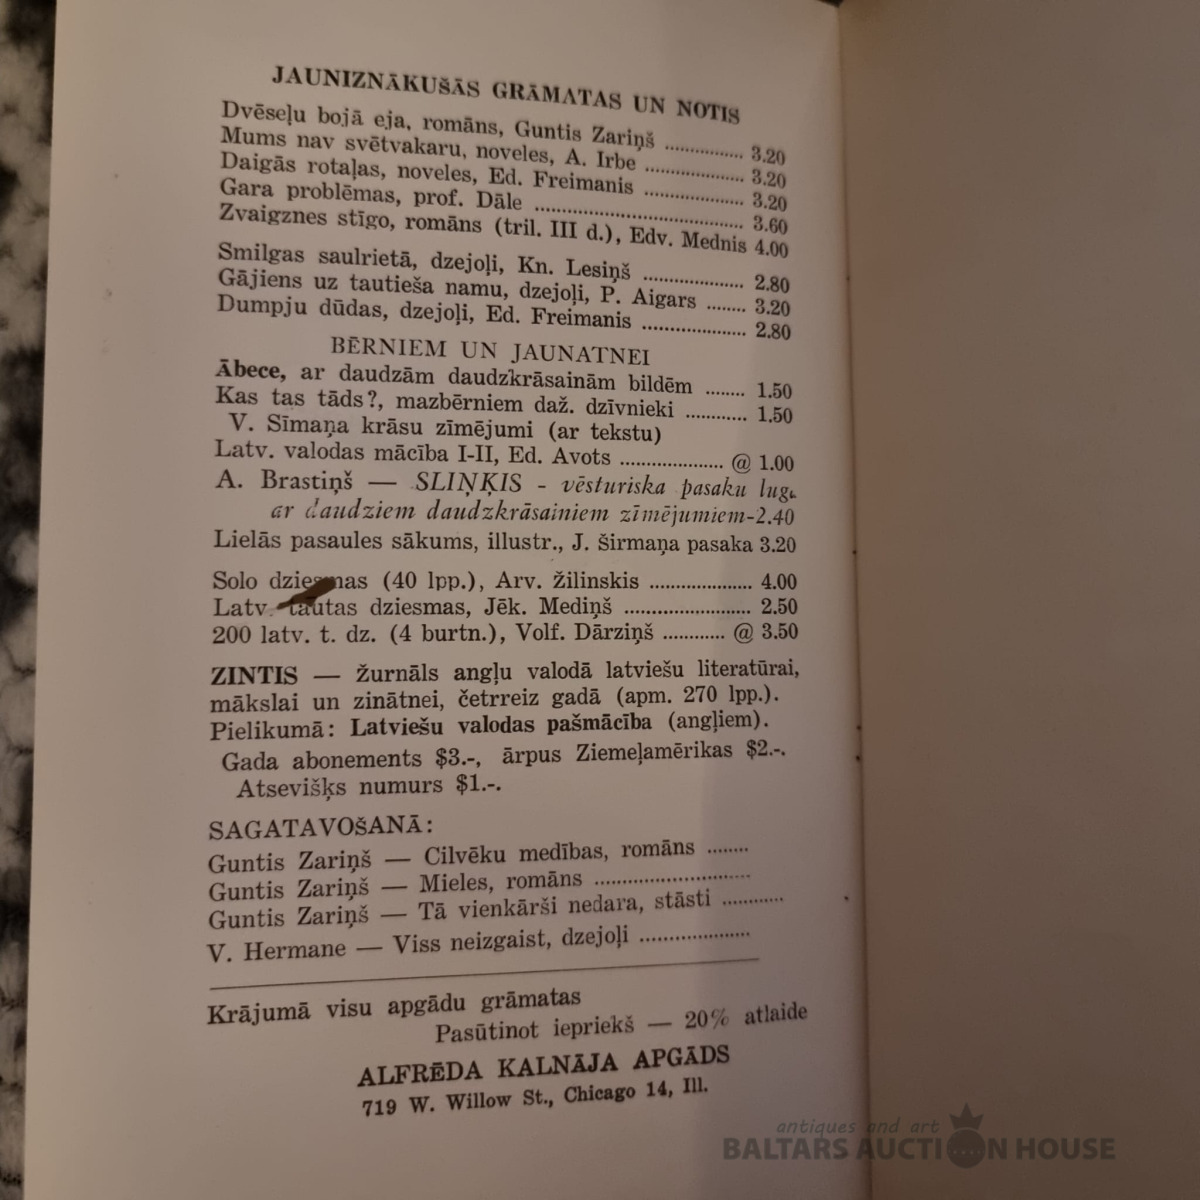 JAUNIZNĀKUŠĀS GRĀMATAS UN NOTIS
Dvēseļu bojā eja, romāns, Guntis Zariņš ............... 3.20
Mums nav svētvakaru, noveles, A. Irbe ................... 3.20
Daigās rotaļas, noveles, Ed. Freimanis ................... 3.20
Gara problēmas, prof. Dāle ........................................ 3.60
Zvaigznes stīgo, romāns (tril. III d.), Edv. Mednis 4.00
Smilgas saulrietā, dzejoļi, Kn. Lesiņš ................... 2.80
Gājiens uz tautieša namu, dzejoļi, P. Aigars ........ 3.20
Dumpju dūdas, dzejoļi, Ed. Freimanis .................... 2.80
BĒRNIEM UN JAUNATNEI
Ābece, ar daudzām daudzkrāsainām bildēm ....... 1.50
Kas tas tāds?, mazbērniem daž. dzīvnieki ............ 1.50
V. Sīmaņa krāsu zīmējumi (ar tekstu)
Latv. valodas mācība I-II, Ed. Avots .................... @ 1.00
A. Brastiņš — SLIŅĶIS - vēsturiska pasaku lug.
ar daudziem daudzkrāsainiem zīmējumiem-2.40
Lielās pasaules sākums, illustr., J. Širmaņa pasaka 3.20
Solo dziesmas (40 lpp.), Arv. Žilinskis .................... 4.00
Latv. tautas dziesmas, Jēk. Mediņš ........................ 2.50
200 latv. t. dz. (4 burtn.), Volf. Dārziņš ............ @ 3.50
ZINTIS — žurnāls angļu valodā latviešu literatūrai,
mākslai un zinātnei, četrreiz gadā (apm. 270 lpp.).
Pielikumā: Latviešu valodas pašmācība (angļiem).
Gada abonements $3.-, ārpus Ziemeļamērikas $2.-.
Atsevišķs numurs $1.-.
SAGATAVOŠANĀ:
Guntis Zariņš — Cilvēku medības, romāns ........
Guntis Zariņš — Mieles, romāns ..............................
Guntis Zariņš — Tā vienkārši nedara, stāsti ............
V. Hermane — Viss neizgaist, dzejoļi .....................
Krājumā visu apgādu grāmatas
Pasūtinot iepriekš — 20% atlaide
ALFRĒDA KALNĀJA APGĀDS
719 W. Willow St., Chicago 14, Ill.
antiques and art
BALTARS AUCTION HOUSE